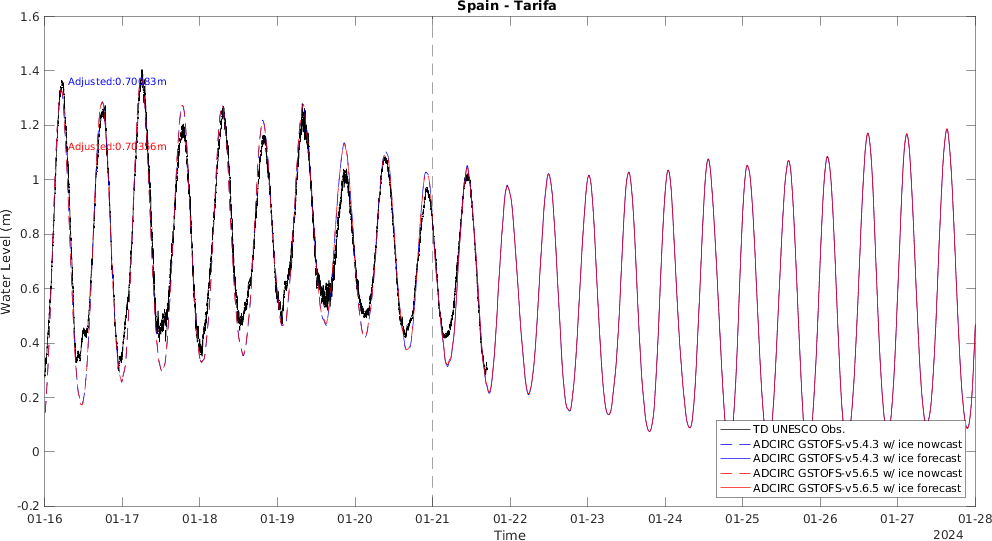 Spain - Tarifa
1.6
1.4
1.2
1
0.8
0.6
0.4
0.2
0
-0.2
Water Level (m)
Adjusted:0.70356m
TD UNESCO Obs.
ADCIRC GSTOFS-v5.4.3 w/ ice nowcast
ADCIRC GSTOFS-v5.4.3 w/ ice forecast
ADCIRC GSTOFS-v5.6.5 w/ ice nowcast
ADCIRC GSTOFS-v5.6.5 w/ ice forecast
01-16 01-17 01-18 01-19 01-20 01-21 01-22 01-23 01-24 01-25 01-26 01-27 01-28
Time
2024